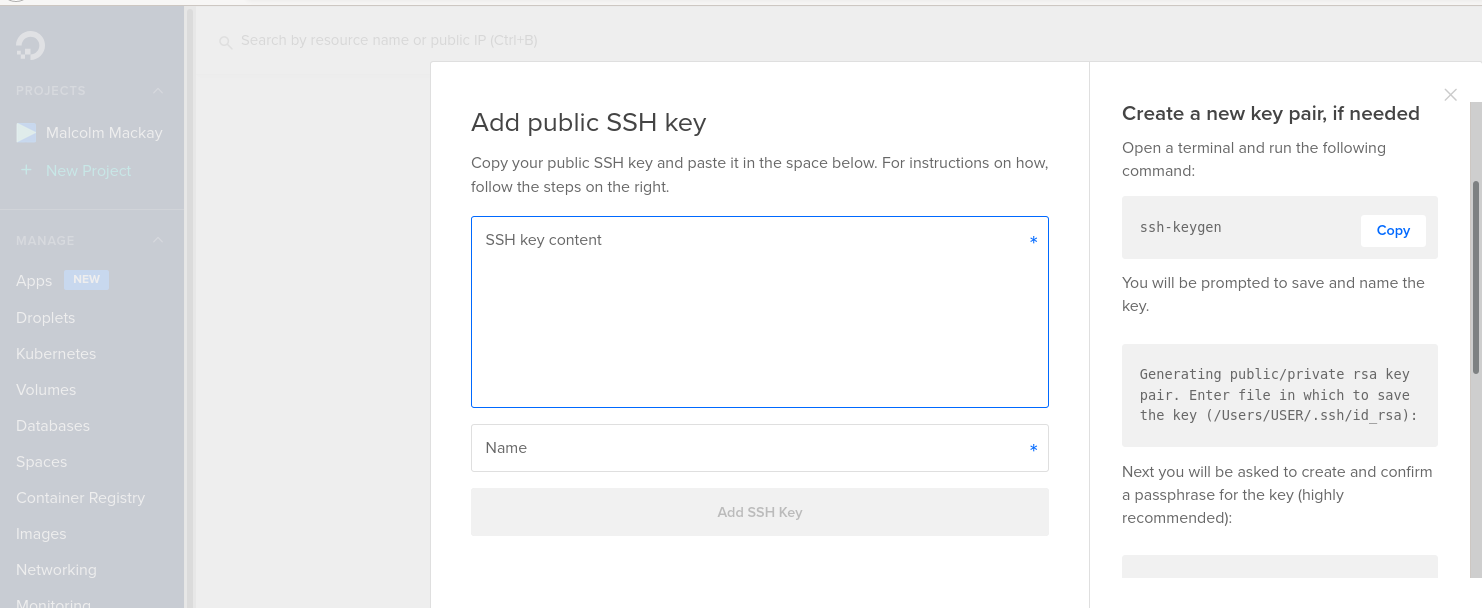 Search by resource name or public IP (Ctrl+B)
PROJECTS
Malcolm Mackay
+ New Project
MANAGE
Apps NEW
Droplets
Kubernetes
Volumes
Databases
Spaces
Container Registry
Images
Networking
Monitoring
Add public SSH key
Copy your public SSH key and paste it in the space below. For instructions on how,
follow the steps on the right.
SSH key content *
Name *
Add SSH Key
Create a new key pair, if needed
Open a terminal and run the following
command:
ssh-keygen Copy
You will be prompted to save and name the
key.
Generating public/private rsa key
pair. Enter file in which to save
the key (/Users/USER/.ssh/id_rsa):
Next you will be asked to create and confirm
a passphrase for the key (highly
recommended):